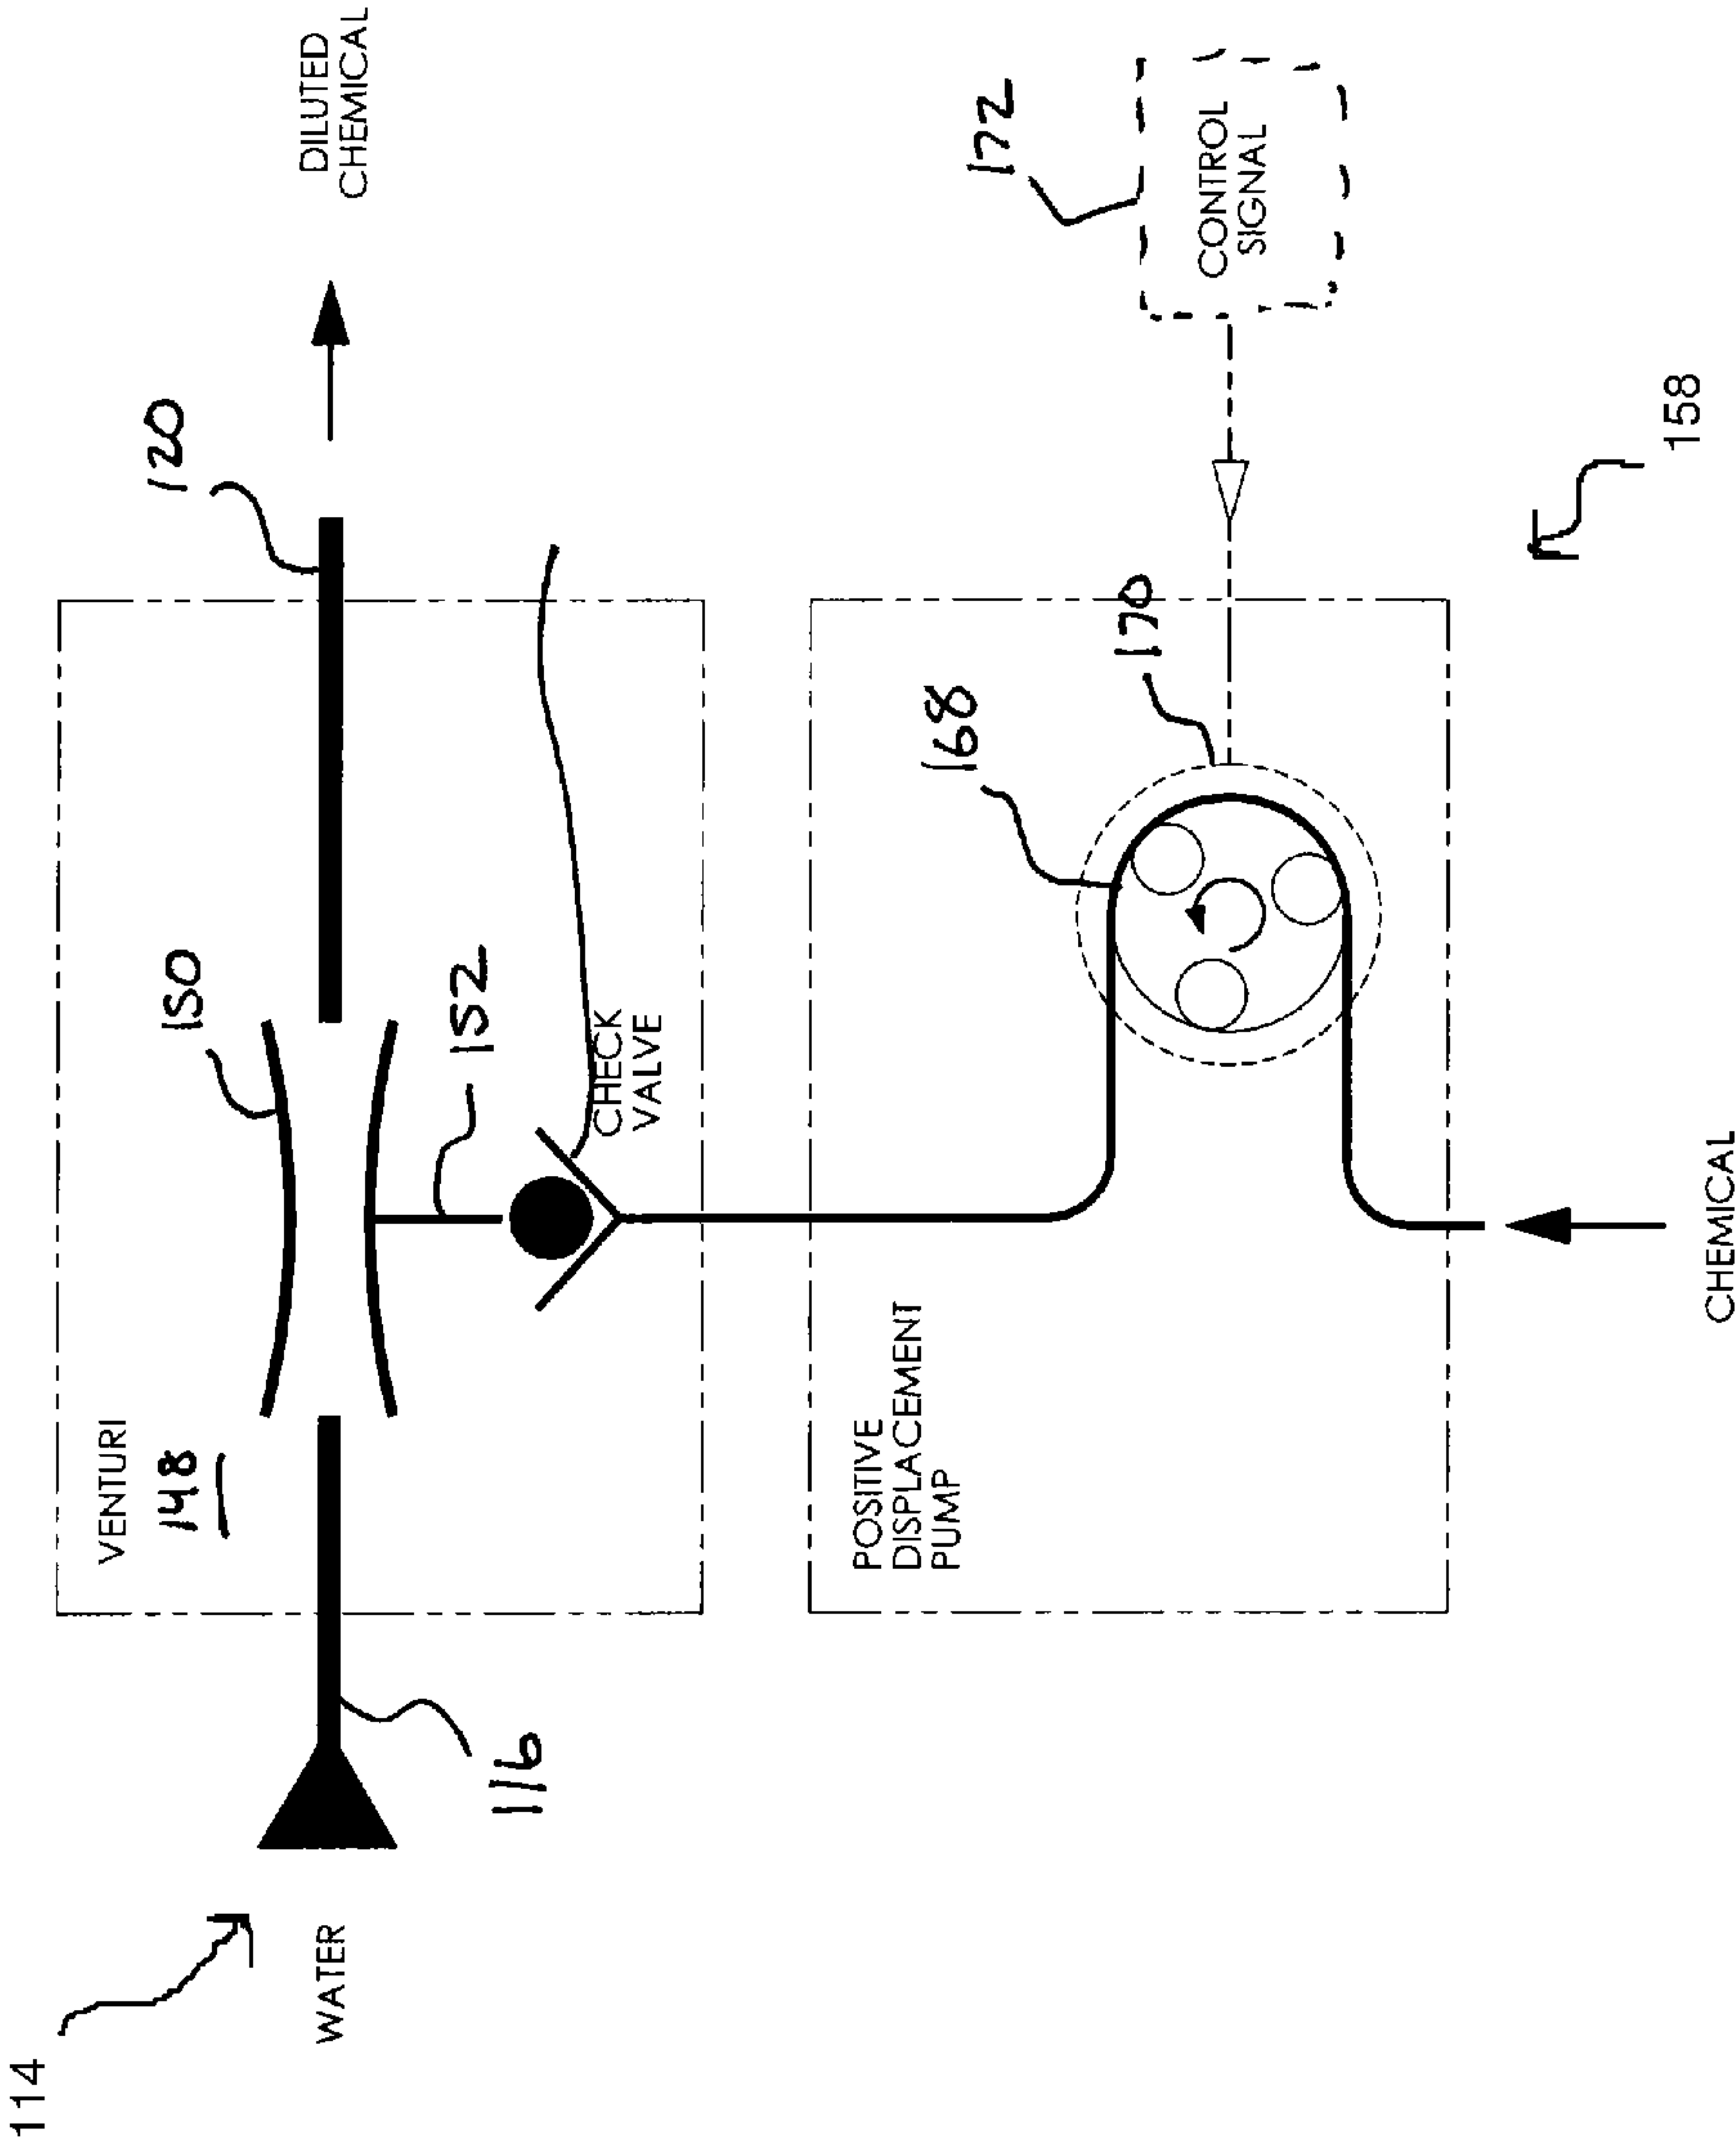 114
WATER
116
VENTURI
148
150
152
CHECK
VALVE
120
DILUTED
CHEMICAL
POSITIVE
DISPLACEMENT
PUMP
168
170
172
CONTROL
SIGNAL
CHEMICAL
158